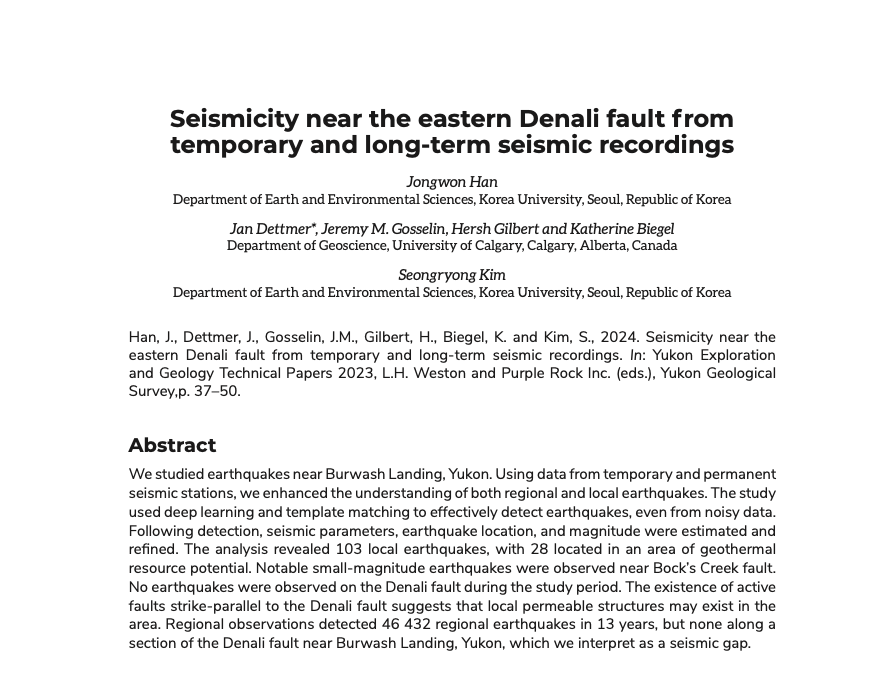 Seismicity near the eastern Denali fault from
temporary and long-term seismic recordings
Jongwon Han
Department of Earth and Environmental Sciences, Korea University, Seoul, Republic of Korea
Jan Dettmer*, Jeremy M. Gosselin, Hersh Gilbert and Katherine Biegel
Department of Geoscience, University of Calgary, Calgary, Alberta, Canada
Seongryong Kim
Department of Earth and Environmental Sciences, Korea University, Seoul, Republic of Korea
Han, J., Dettmer, J., Gosselin, J.M., Gilbert, H., Biegel, K. and Kim, S., 2024. Seismicity near the
eastern Denali fault from temporary and long-term seismic recordings. In: Yukon Exploration
and Geology Technical Papers 2023, L.H. Weston and Purple Rock Inc. (eds.), Yukon Geological
Survey,p. 37–50.
Abstract
We studied earthquakes near Burwash Landing, Yukon. Using data from temporary and permanent
seismic stations, we enhanced the understanding of both regional and local earthquakes. The study
used deep learning and template matching to effectively detect earthquakes, even from noisy data.
Following detection, seismic parameters, earthquake location, and magnitude were estimated and
refined. The analysis revealed 103 local earthquakes, with 28 located in an area of geothermal
resource potential. Notable small-magnitude earthquakes were observed near Bock's Creek fault.
No earthquakes were observed on the Denali fault during the study period. The existence of active
faults strike-parallel to the Denali fault suggests that local permeable structures may exist in the
area. Regional observations detected 46 432 regional earthquakes in 13 years, but none along a
section of the Denali fault near Burwash Landing, Yukon, which we interpret as a seismic gap.